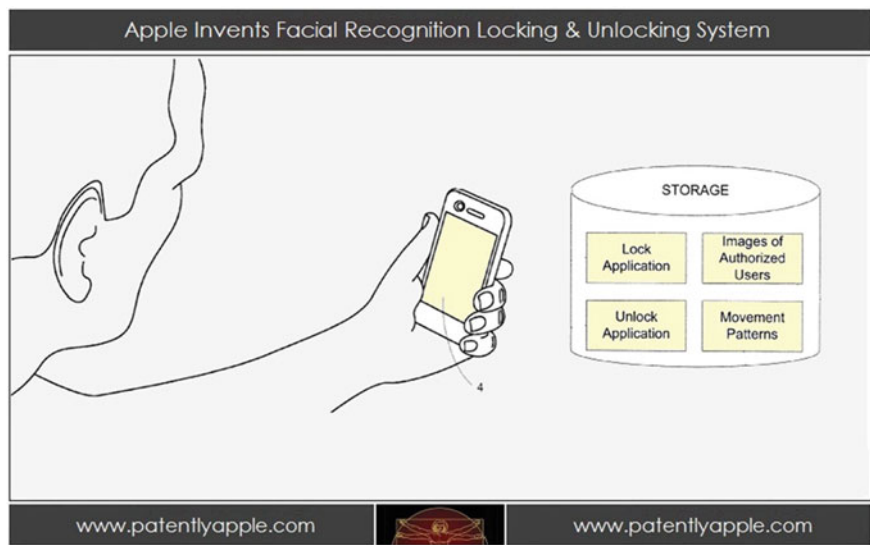 Apple Invents Facial Recognition Locking & Unlocking System
STORAGE
Lock
Application
Images of
Authorized
Users
Unlock
Application
Movement
Patterns
4
www.patentlyapple.com
www.patentlyapple.com